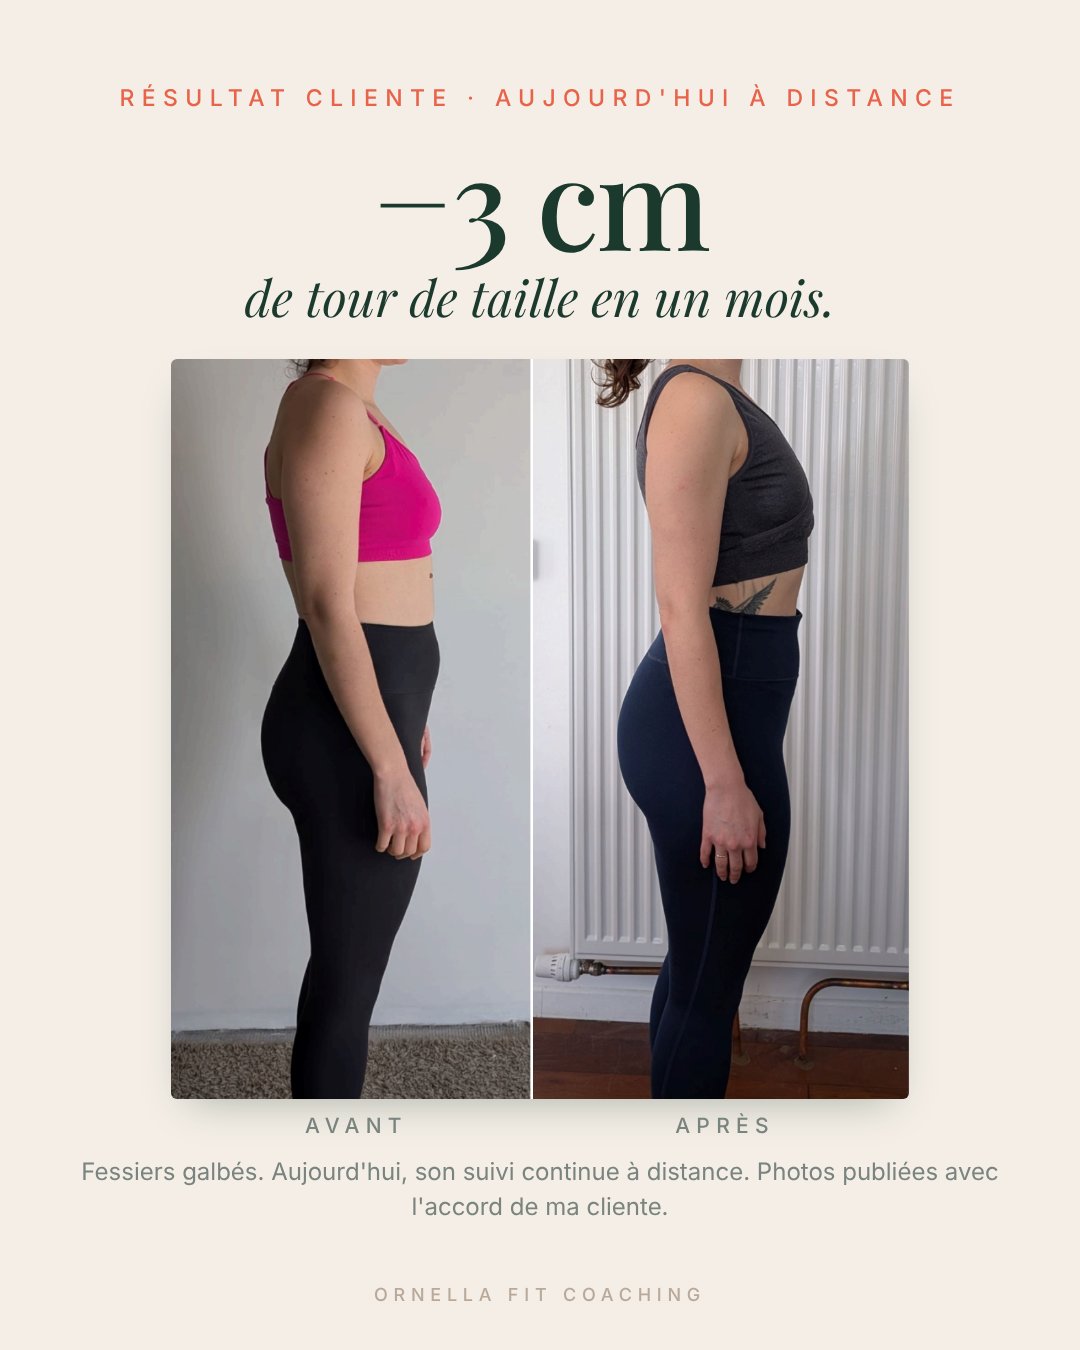 RÉSULTAT CLIENTE · AUJOURD'HUI À DISTANCE
–3 cm
de tour de taille en un mois.
AVANT
APRÈS
Fessiers galbés. Aujourd'hui, son suivi continue à distance. Photos publiées avec
l'accord de ma cliente.
ORNELLA FIT COACHING